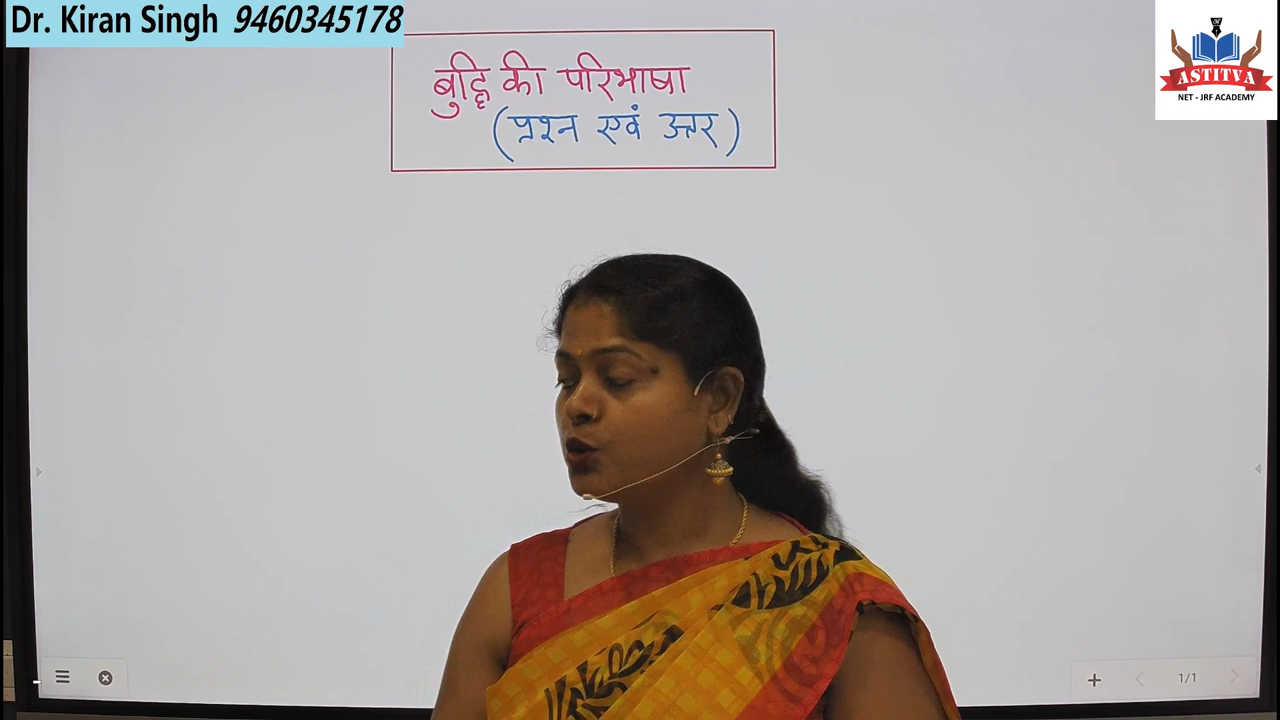 Dr. Kiran Singh 9460345178
बुद्धि की परिभाषा
(प्रश्न एवं उत्तर)
ASTITVA
NET - JRF ACADEMY
1/1